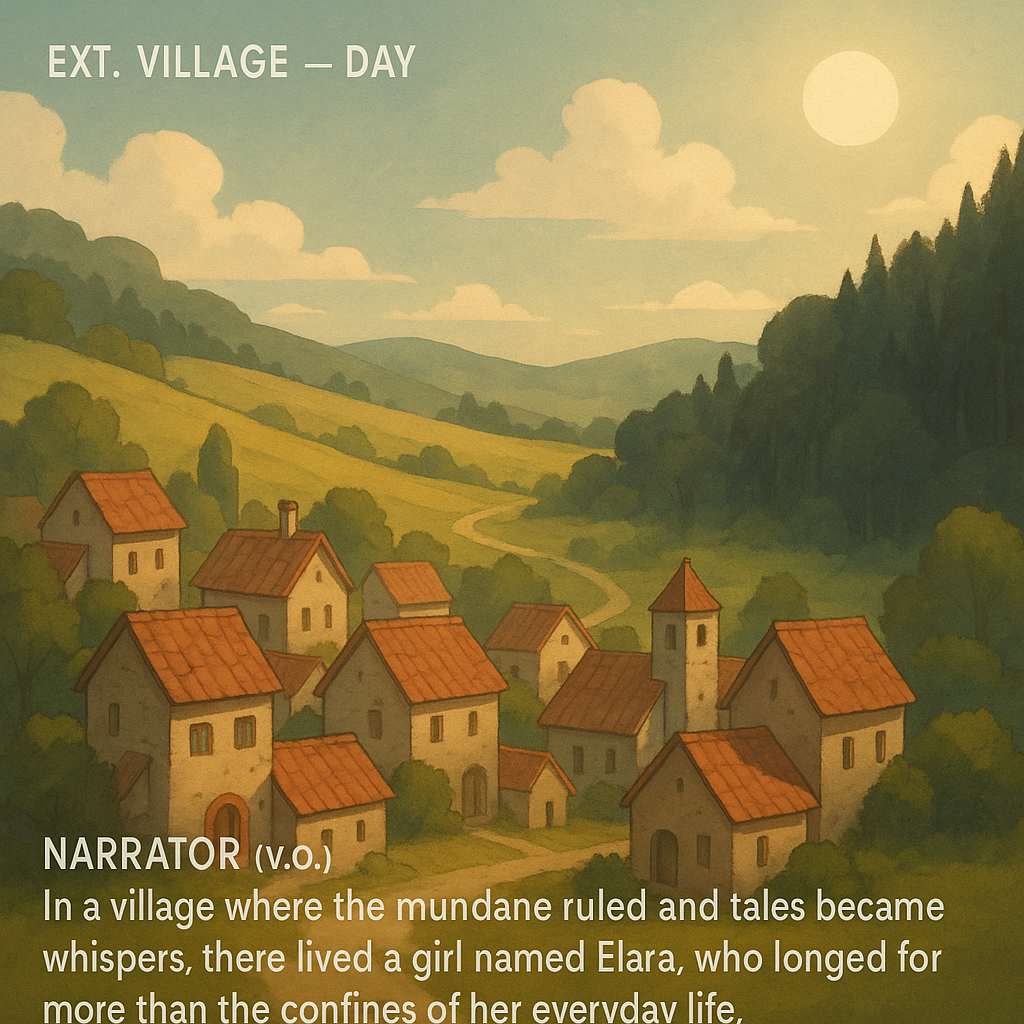 EXT. VILLAGE — DAY
NARRATOR (V.O.)
In a village where the mundane ruled and tales became
whispers, there lived a girl named Elara, who longed for
more than the confines of her everyday life,